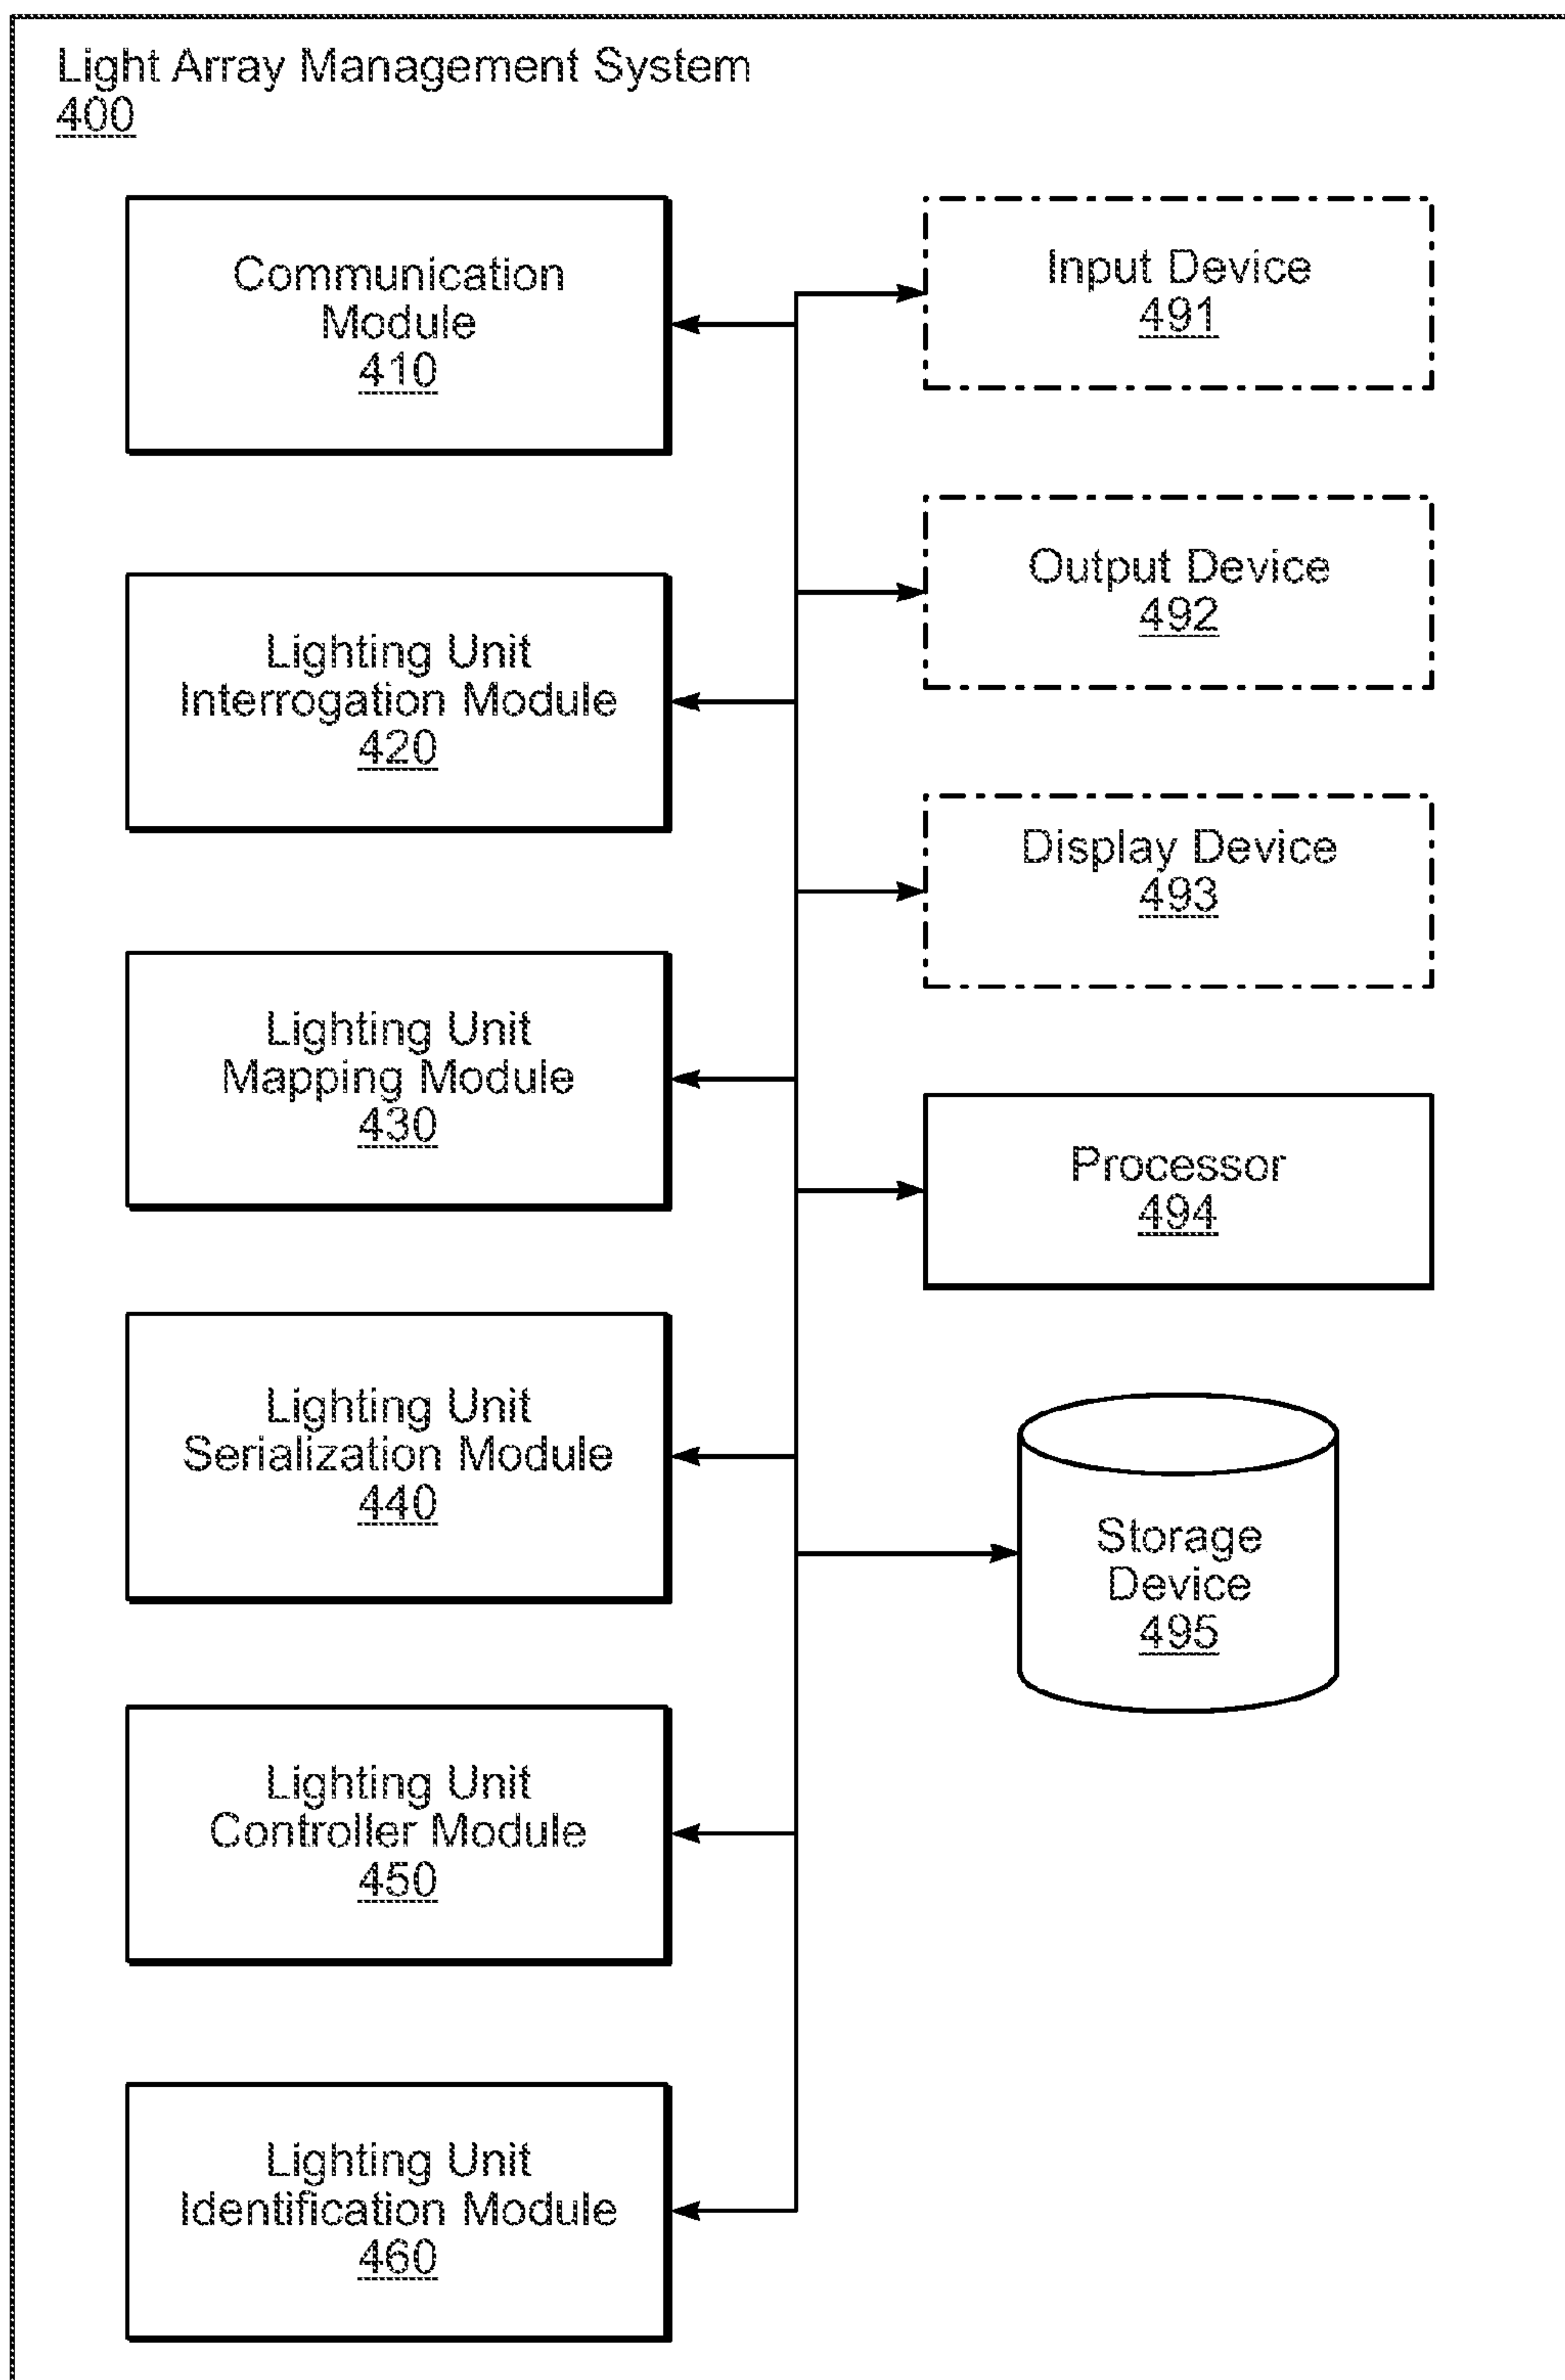 Light Array Management System
400
Communication
Module
410
Lighting Unit
Interrogation Module
420
Lighting Unit
Mapping Module
430
Lighting Unit
Serialization Module
440
Lighting Unit
Controller Module
450
Lighting Unit
Identification Module
460
Input Device
491
Output Device
492
Display Device
493
Processor
494
Storage
Device
495